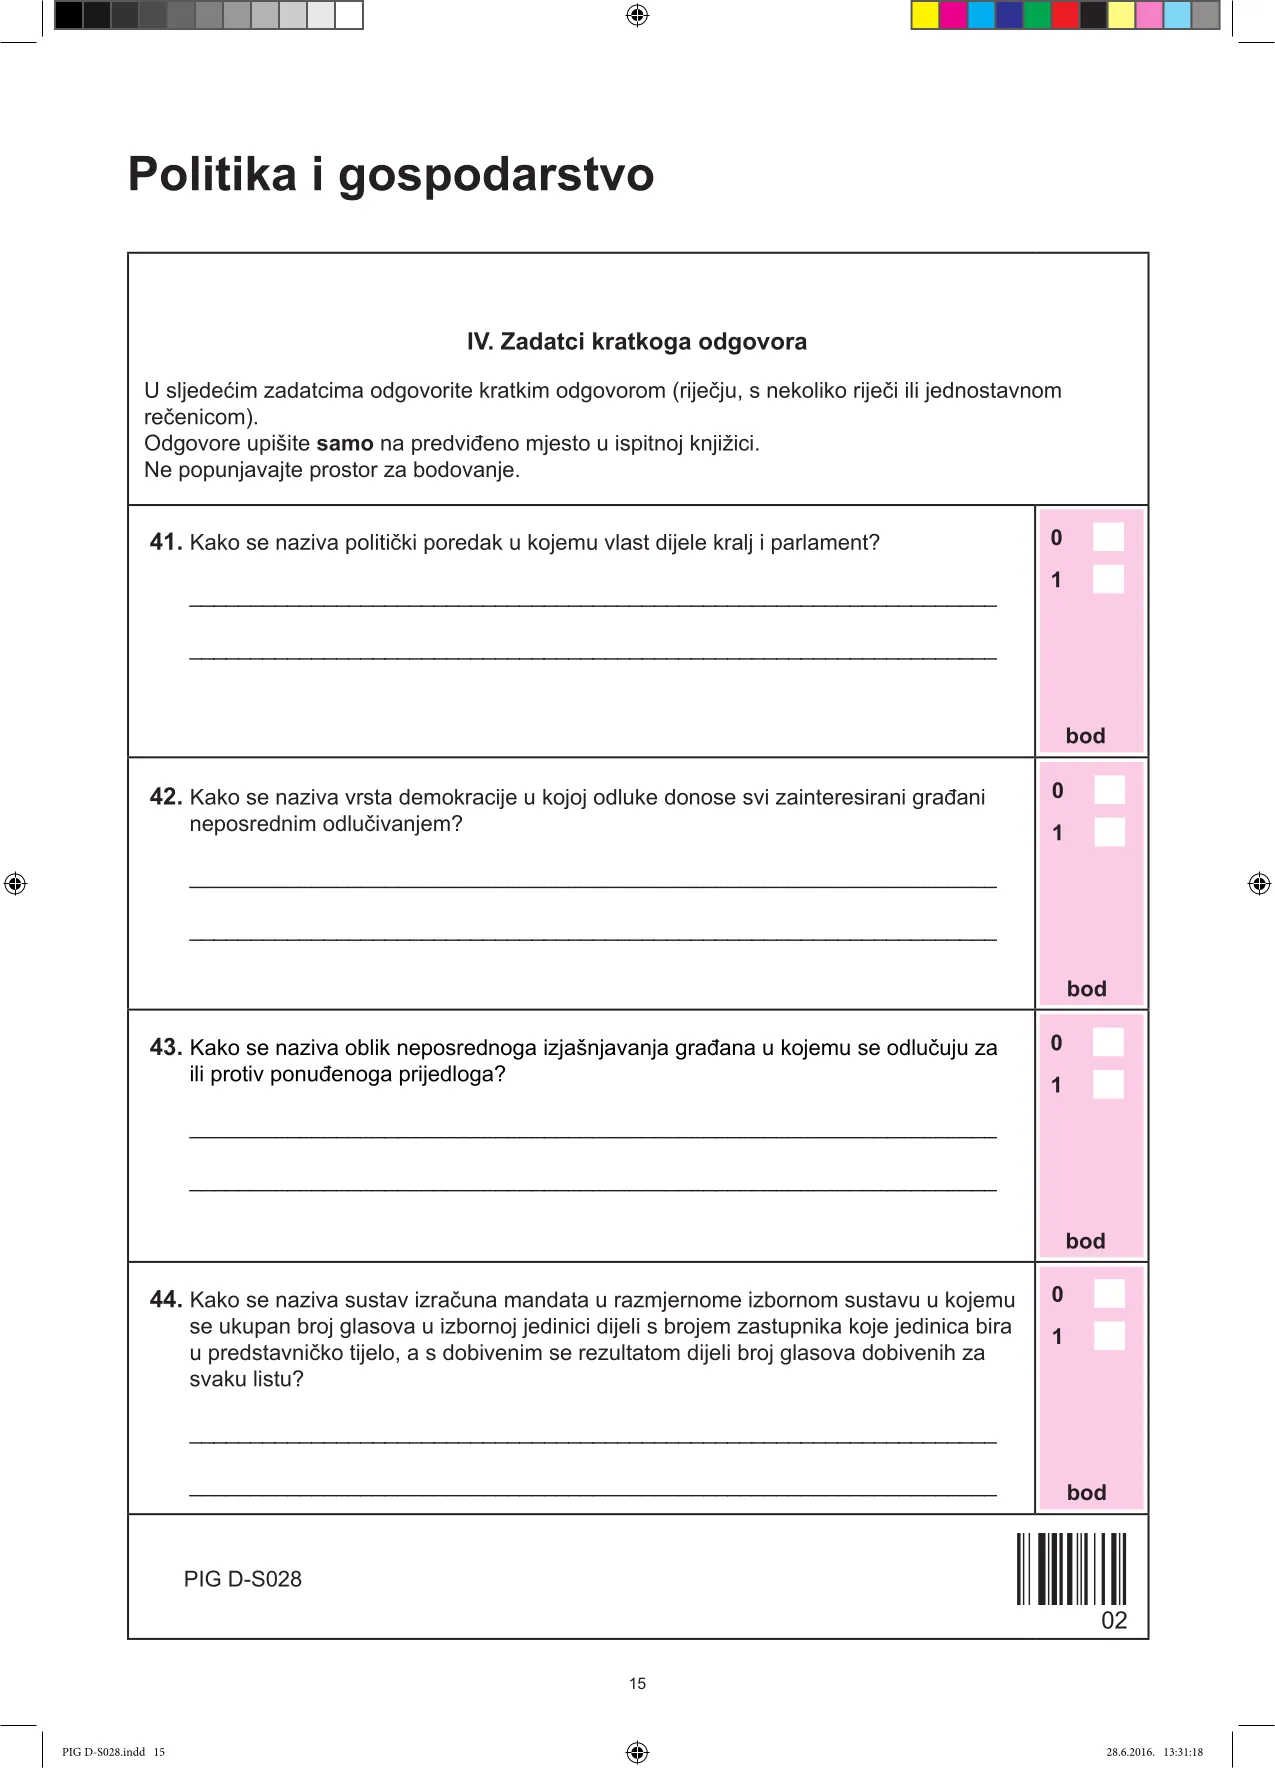 Politika i gospodarstvo
IV. Zadatci kratkoga odgovora
U sljedećim zadatcima odgovorite kratkim odgovorom (riječju, s nekoliko riječi ili jednostavnom
rečenicom).
Odgovore upišite samo na predviđeno mjesto u ispitnoj knjižici.
Ne popunjavajte prostor za bodovanje.
41. Kako se naziva politički poredak u kojemu vlast dijele kralj i parlament?
0
1
bod
42. Kako se naziva vrsta demokracije u kojoj odluke donose svi zainteresirani građani
neposrednim odlučivanjem?
0
1
bod
43. Kako se naziva oblik neposrednoga izjašnjavanja građana u kojemu se odlučuju za
ili protiv ponuđenoga prijedloga?
0
1
bod
44. Kako se naziva sustav izračuna mandata u razmjernome izbornom sustavu u kojemu
se ukupan broj glasova u izbornoj jedinici dijeli s brojem zastupnika koje jedinica bira
u predstavničko tijelo, a s dobivenim se rezultatom dijeli broj glasova dobivenih za
svaku listu?
0
1
bod
PIG D-S028
02
15
PIG D-S028.indd 15
28.6.2016. 13:31:18